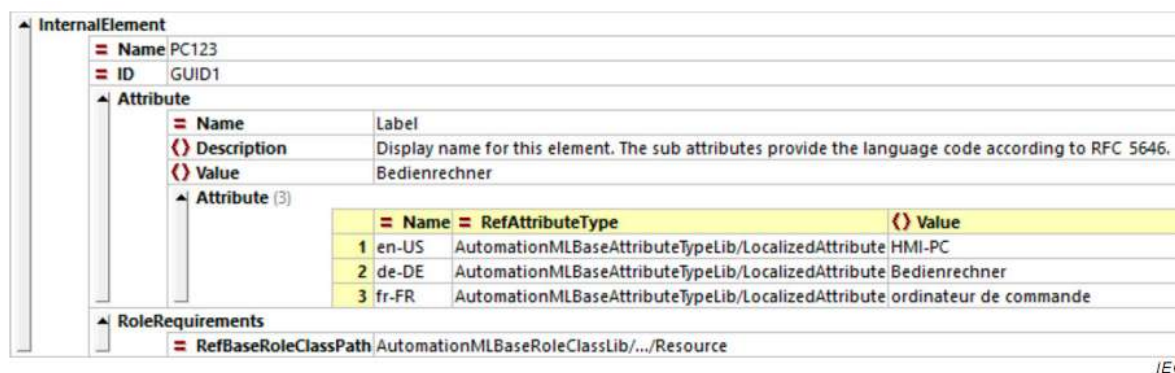 InternalElement
= Name PC123
= ID GUID1
Attribute
= Name Label
<> Description Display name for this element. The sub attributes provide the language code according to RFC 5646.
<> Value Bedienrechner
Attribute (3)
= Name = RefAttributeType <> Value
1 en-US AutomationMLBaseAttributeTypeLib/LocalizedAttribute HMI-PC
2 de-DE AutomationMLBaseAttributeTypeLib/LocalizedAttribute Bedienrechner
3 fr-FR AutomationMLBaseAttributeTypeLib/LocalizedAttribute ordinateur de commande
RoleRequirements
= RefBaseRoleClassPath AutomationMLBaseRoleClassLib/.../Resource